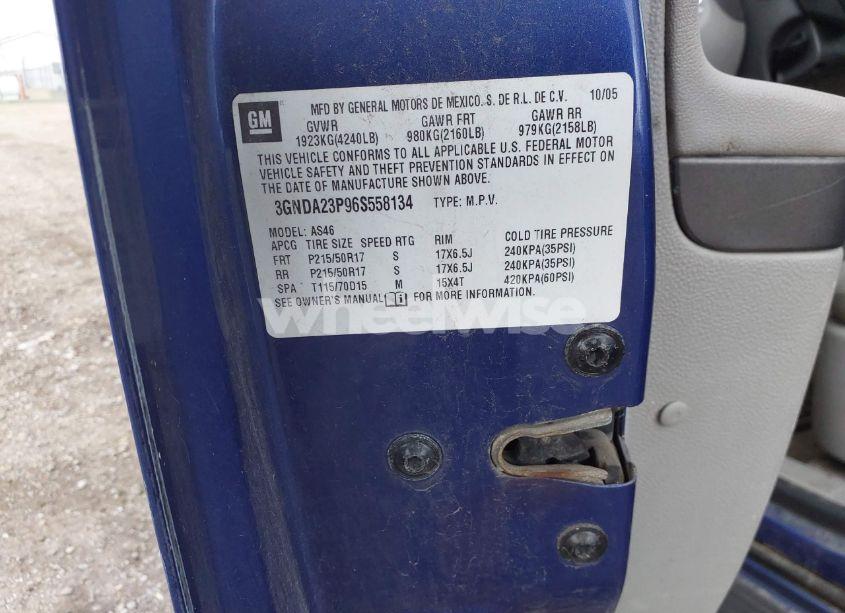 GM
MFD BY GENERAL MOTORS DE MEXICO. S. DE R.L. DE C.V. 10/05
GVWR GAWR FRT GAWR RR
1923KG(4240LB) 980KG(2160LB) 979KG(2158LB)
THIS VEHICLE CONFORMS TO ALL APPLICABLE U.S. FEDERAL MOTOR
VEHICLE SAFETY AND THEFT PREVENTION STANDARDS IN EFFECT ON
THE DATE OF MANUFACTURE SHOWN ABOVE.
3GNDA23P96S558134 TYPE: M.P.V.
MODEL: AS46
APCG TIRE SIZE SPEED RTG RIM COLD TIRE PRESSURE
FRT P215/50R17 S 17X6.5J 240KPA(35PSI)
RR P215/50R17 S 17X6.5J 240KPA(35PSI)
SPA T115/70D15 M 15X4T 420KPA(60PSI)
SEE OWNER'S MANUAL FOR MORE INFORMATION.
wheelwise